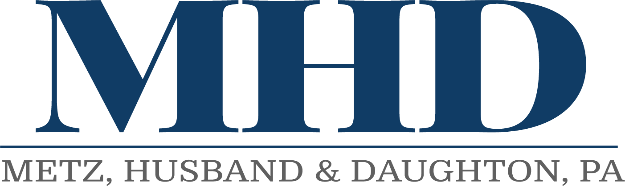 MHD
METZ, HUSBAND & DAUGHTON, PA